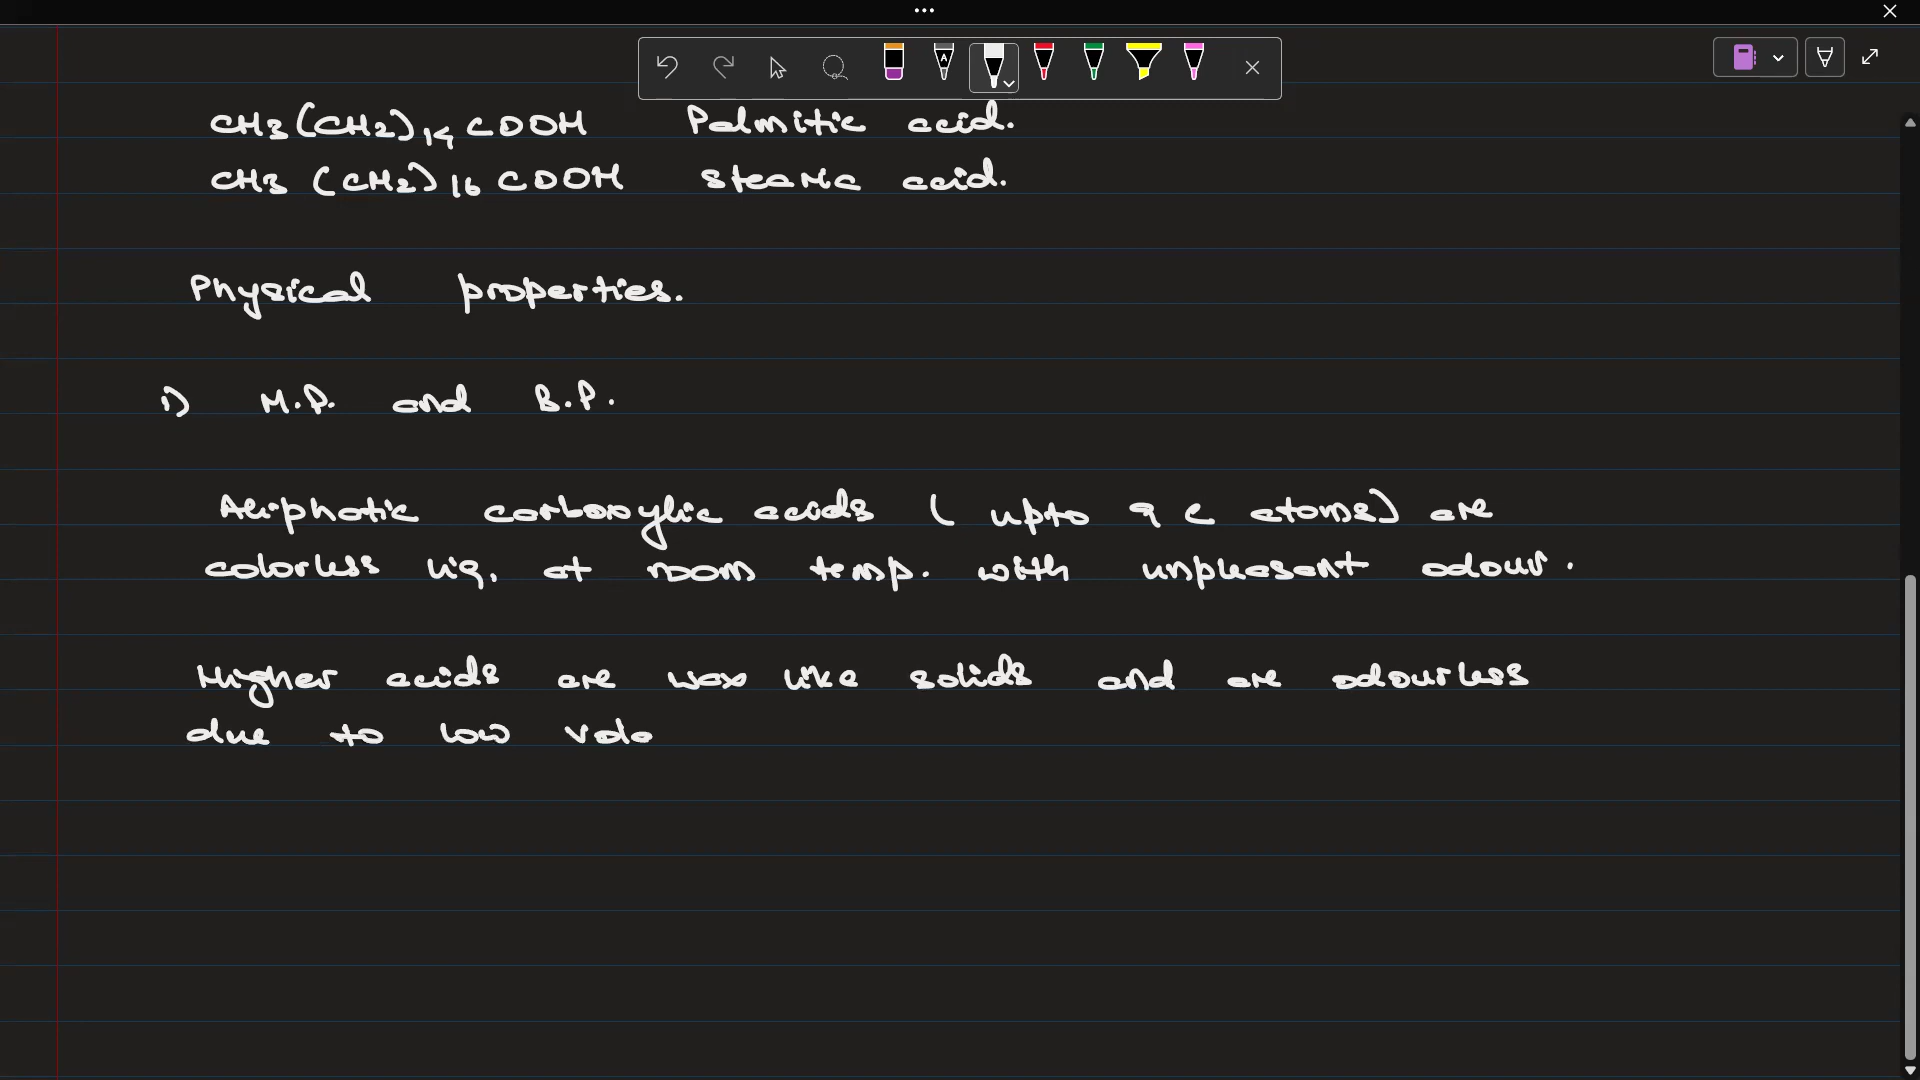 CH3(CH2)14 COOH Palmitic acid.
CH3 (CH2)16 COOH stearic acid.
Physical properties.
1) M.P. and B.P.
Aliphatic carboxylic acids ( upto 9 C atoms) are
colorless liq. at room temp. with unpleasant odour.
Higher acids are wax like solids and are odourless
due to low vola